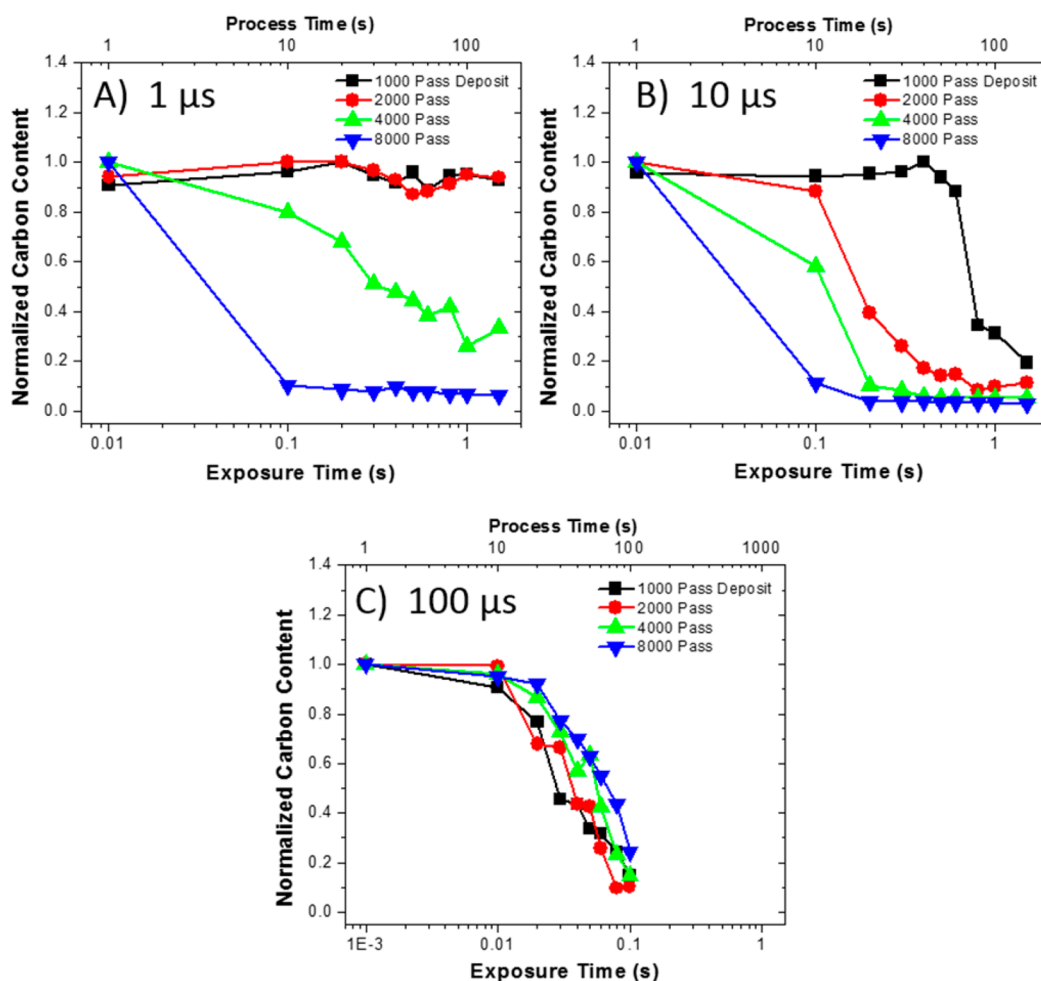 Process Time (s)
1 10 100
1.4
1.2
1.0
0.8
0.6
0.4
0.2
0.0
Normalized Carbon Content
A) 1 µs
1000 Pass Deposit
2000 Pass
4000 Pass
8000 Pass
0.01 0.1 1
Exposure Time (s)
Process Time (s)
1 10 100
1.4
1.2
1.0
0.8
0.6
0.4
0.2
0.0
Normalized Carbon Content
B) 10 µs
1000 Pass Deposit
2000 Pass
4000 Pass
8000 Pass
0.01 0.1 1
Exposure Time (s)
Process Time (s)
1 10 100 1000
1.4
1.2
1.0
0.8
0.6
0.4
0.2
0.0
Normalized Carbon Content
C) 100 µs
1000 Pass Deposit
2000 Pass
4000 Pass
8000 Pass
1E-3 0.01 0.1 1
Exposure Time (s)